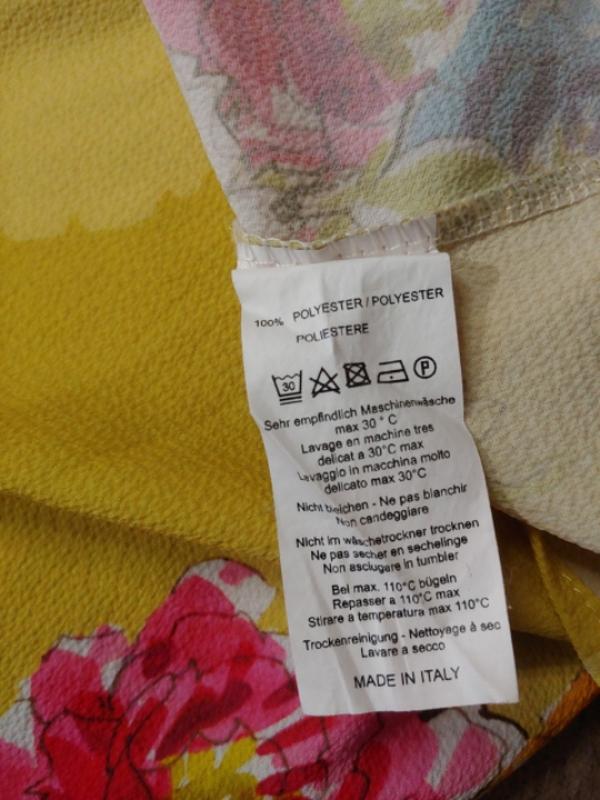 100% POLYESTER / POLYESTER
POLIESTERE
30 P
Sehr empfindlich Maschinenwäsche
max 30 ° C
Lavage en machine tres
delicat a 30°C max
Lavaggio in macchina molto
delicato max 30°C
Nicht bleichen - Ne pas blanchir
Non candeggiare
Nicht im wäschetrockner trocknen
Ne pas secher en sechelinge
Non asciugare in tumbler
Bel max. 110°C bügeln
Repasser a 110°C max
Stirare a temperatura max 110°C
Trockenreinigung - Nettoyage à sec
Lavare a secco
MADE IN ITALY